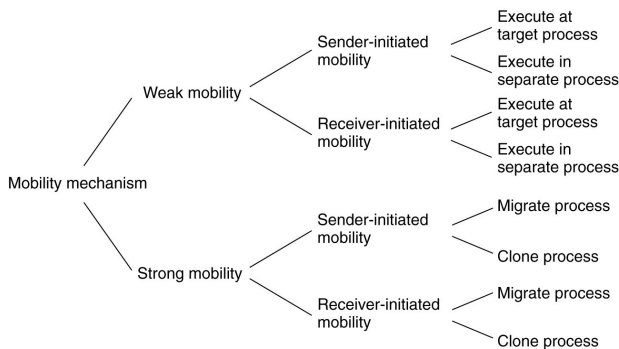 Mobility mechanism
Weak mobility
Sender-initiated
mobility
Execute at
target process
Execute in
separate process
Receiver-initiated
mobility
Execute at
target process
Execute in
separate process
Strong mobility
Sender-initiated
mobility
Migrate process
Clone process
Receiver-initiated
mobility
Migrate process
Clone process